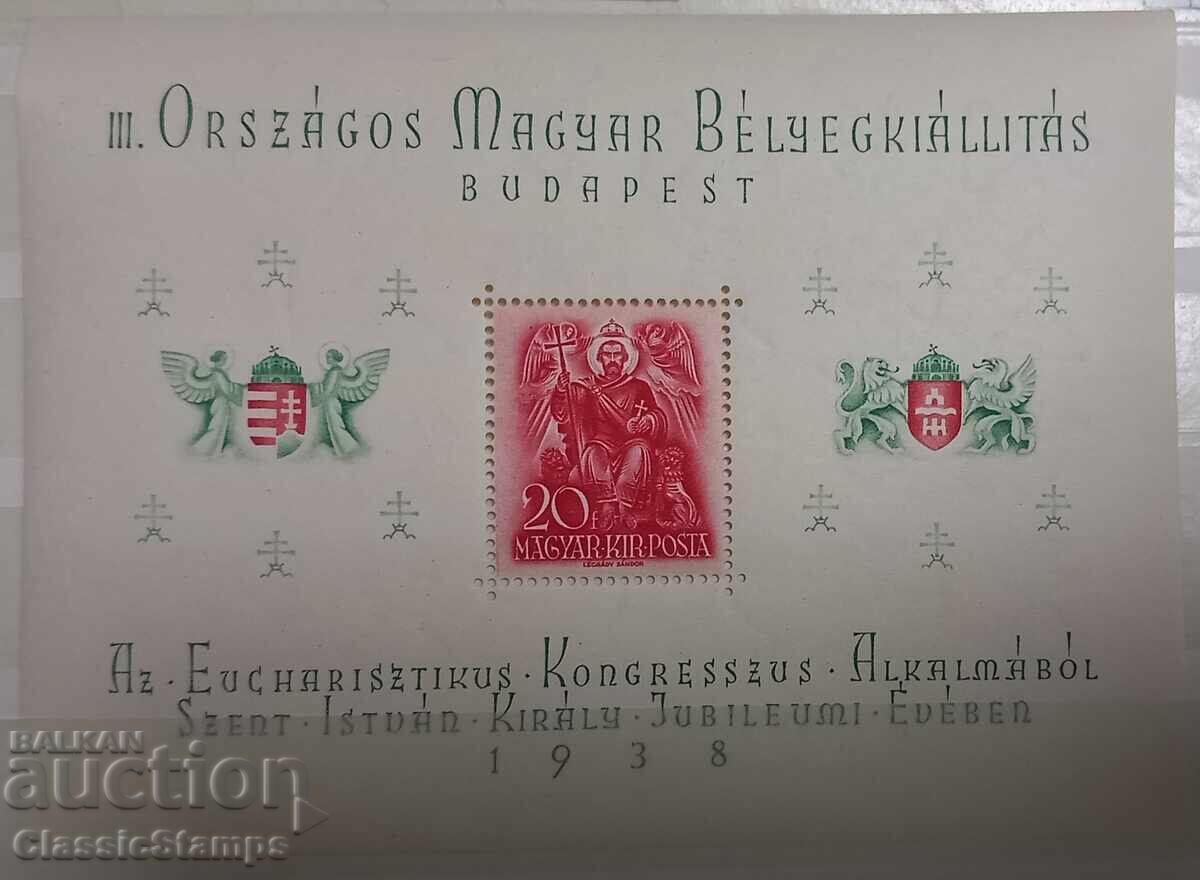 III. ORSZÁGOS MAGYAR BÉLYEGKIÁLLITÁS
BUDAPEST
20 f
MAGYAR·KIR·POSTA
LÉGRÁDY SÁNDOR
AZ · EUCHARISZTIKUS · KONGRESSZUS · ALKALMÁBÓL
SZENT · ISTVÁN · KIRÁLY · JUBILEUMI · ÉVÉBEN
1938
BALKAN
auction
ClassicStamps